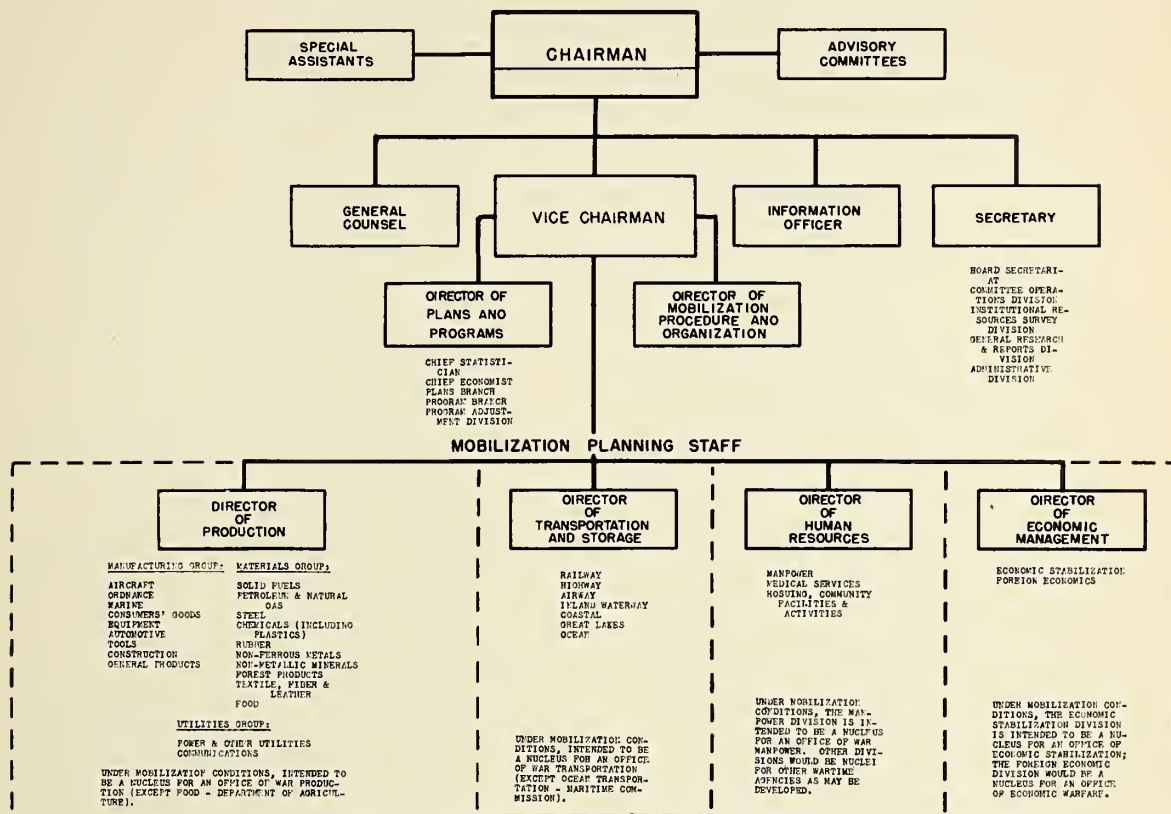 SPECIAL
ASSISTANTS
CHAIRMAN
ADVISORY
COMMITTEES
GENERAL
COUNSEL
VICE CHAIRMAN
INFORMATION
OFFICER
SECRETARY
BOARD SECRETARI-
AT
COMMITTEE OPERA-
TIONS DIVISION
INSTITUTIONAL RE-
SOURCES SURVEY
DIVISION
GENERAL RESEARCH
& REPORTS DI-
VISION
ADMINISTRATIVE
DIVISION
DIRECTOR OF
PLANS AND
PROGRAMS
CHIEF STATISTI-
CIAN
CHIEF ECONOMIST
PLANS BRANCH
PROGRAM BRANCH
PROGRAM ADJUST-
MENT DIVISION
DIRECTOR OF
MOBILIZATION
PROCEDURE AND
ORGANIZATION
MOBILIZATION PLANNING STAFF
DIRECTOR
OF
PRODUCTION
MANUFACTURING GROUP:
AIRCRAFT
ORDNANCE
MARINE
CONSUMERS' GOODS
EQUIPMENT
AUTOMOTIVE
TOOLS
CONSTRUCTION
GENERAL PRODUCTS
MATERIALS GROUP:
SOLID FUELS
PETROLEUM & NATURAL
GAS
STEEL
CHEMICALS (INCLUDING
PLASTICS)
RUBBER
NON-FERROUS METALS
NON-METALLIC MINERALS
FOREST PRODUCTS
TEXTILE, FIBER &
LEATHER
FOOD
UTILITIES GROUP:
POWER & OTHER UTILITIES
COMMUNICATIONS
UNDER MOBILIZATION CONDITIONS, INTENDED TO
BE A NUCLEUS FOR AN OFFICE OF WAR PRODUC-
TION (EXCEPT FOOD - DEPARTMENT OF AGRICUL-
TURE).
DIRECTOR
OF
TRANSPORTATION
AND STORAGE
RAILWAY
HIGHWAY
AIRWAY
INLAND WATERWAY
COASTAL
GREAT LAKES
OCEAN
UNDER MOBILIZATION CON-
DITIONS, INTENDED TO BE
A NUCLEUS FOR AN OFFICE
OF WAR TRANSPORTATION
(EXCEPT OCEAN TRANSPOR-
TATION - MARITIME COM-
MISSION).
DIRECTOR
OF
HUMAN
RESOURCES
MANPOWER
MEDICAL SERVICES
HOSUING, COMMUNITY
FACILITIES &
ACTIVITIES
UNDER MOBILIZATION
CONDITIONS, THE MAN-
POWER DIVISION IS IN-
TENDED TO BE A NUCLEUS
FOR AN OFFICE OF WAR
MANPOWER. OTHER DIVI-
SIONS WOULD BE NUCLEI
FOR OTHER WARTIME
AGENCIES AS MAY BE
DEVELOPED.
DIRECTOR
OF
ECONOMIC
MANAGEMENT
ECONOMIC STABILIZATION
FOREIGN ECONOMICS
UNDER MOBILIZATION CON-
DITIONS, THE ECONOMIC
STABILIZATION DIVISION
IS INTENDED TO BE A NU-
CLEUS FOR AN OFFICE OF
ECONOMIC STABILIZATION;
THE FOREIGN ECONOMIC
DIVISION WOULD BE A
NUCLEUS FOR AN OFFICE
OF ECONOMIC WARFARE.